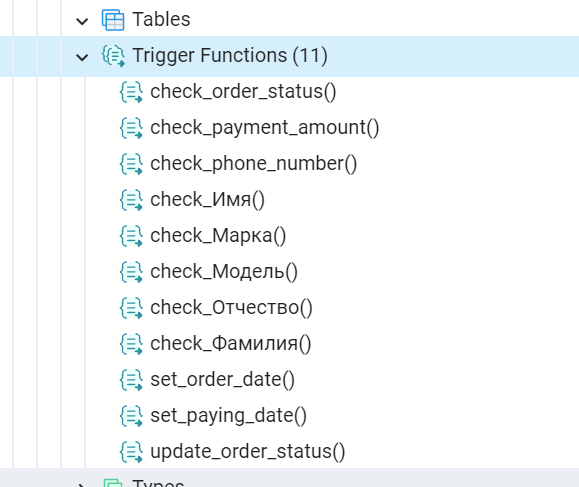 Tables
Trigger Functions (11)
check_order_status()
check_payment_amount()
check_phone_number()
check_Имя()
check_Марка()
check_Модель()
check_Отчество()
check_Фамилия()
set_order_date()
set_paying_date()
update_order_status()
Types